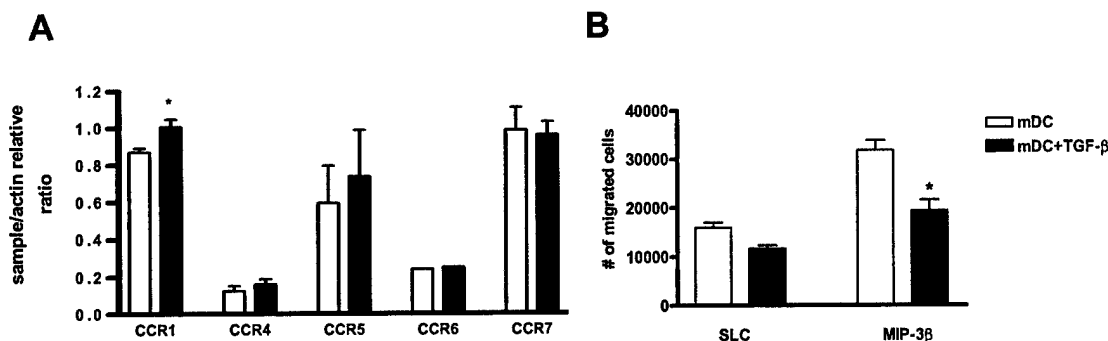 A
B
sample/actin relative
ratio
1.2
1.0
0.8
0.6
0.4
0.2
0.0
*
CCR1
CCR4
CCR5
CCR6
CCR7
# of migrated cells
40000
30000
20000
10000
0
*
SLC
MIP-3β
mDC
mDC+TGF-β